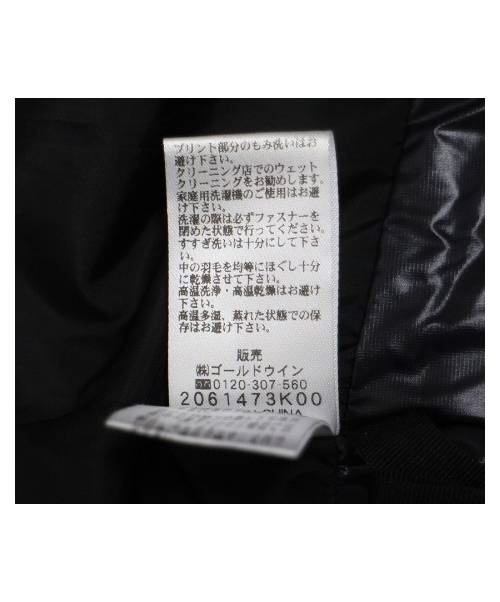 プリント部分のもみ洗いはお
避け下さい。
クリーニング店でのウェット
クリーニングをお勧めします。
家庭用洗濯機のご使用はお避
け下さい。
洗濯の際は必ずファスナーを
閉めた状態で行ってください。
すすぎ洗いは十分にして下さ
い。
中の羽毛を均等にほぐし十分
に乾燥させて下さい。
高温洗浄・高温乾燥はお避け
下さい。
高温多湿、蒸れた状態での保
存はお避け下さい。
販売
㈱ゴールドウイン
0120-307-560
2061473K00
CHINA